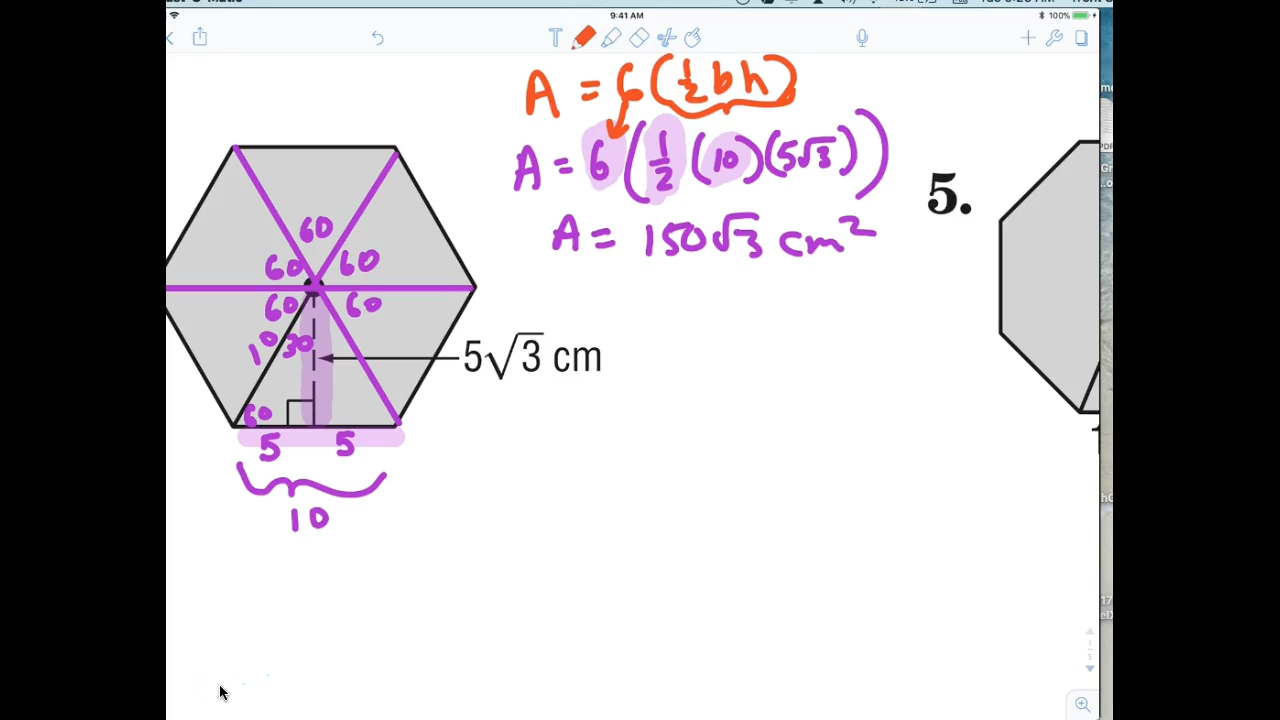 9:41 AM
100%
T
A = 6(½bh)
A = 6(½(10)(5√3))
A = 150√3 cm²
5.
60
60 60
60 60
10 30
5√3 cm
60
5 5
10